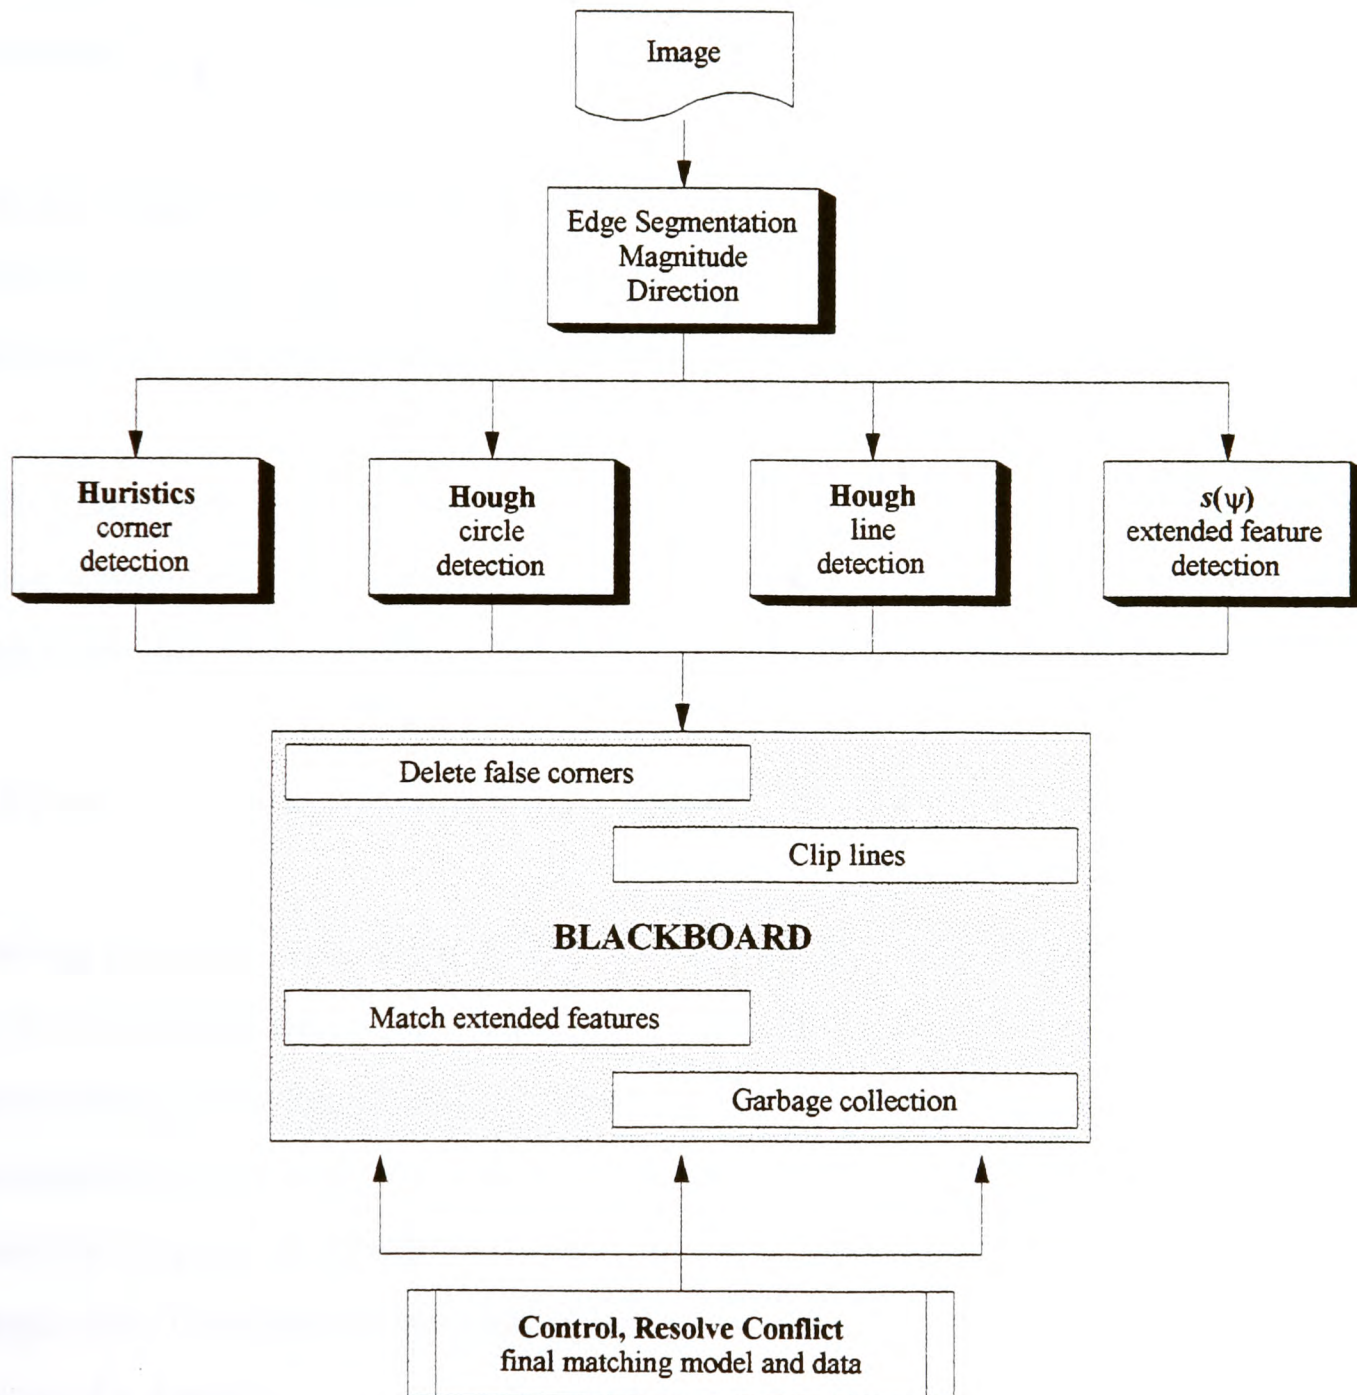 Image
Edge Segmentation
Magnitude
Direction
Huristics
corner
detection
Hough
circle
detection
Hough
line
detection
s(ψ)
extended feature
detection
Delete false corners
Clip lines
BLACKBOARD
Match extended features
Garbage collection
Control, Resolve Conflict
final matching model and data